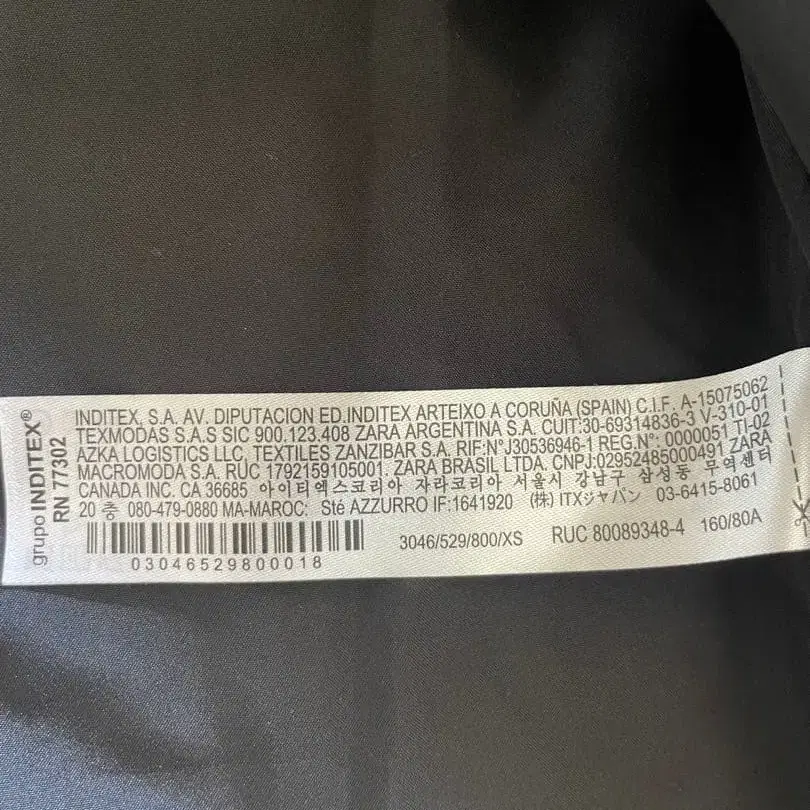 grupo INDITEX®
RN 77302
INDITEX, S.A. AV. DIPUTACION ED.INDITEX ARTEIXO A CORUÑA (SPAIN) C.I.F. A-15075062
TEXMODAS S.A.S SIC 900.123.408 ZARA ARGENTINA S.A. CUIT:30-69314836-3 V-310-01
AZKA LOGISTICS LLC, TEXTILES ZANZIBAR S.A. RIF:N°J30536946-1 REG.N°: 0000051 TI-02
MACROMODA S.A. RUC 1792159105001. ZARA BRASIL LTDA. CNPJ:02952485000491 ZARA
CANADA INC. CA 36685 아이티엑스코리아 자라코리아 서울시 강남구 삼성동 무역센터
20 층 080-479-0880 MA-MAROC: Sté AZZURRO IF:1641920 (株) ITXジャパン 03-6415-8061
03046529800018
3046/529/800/XS RUC 80089348-4 160/80A